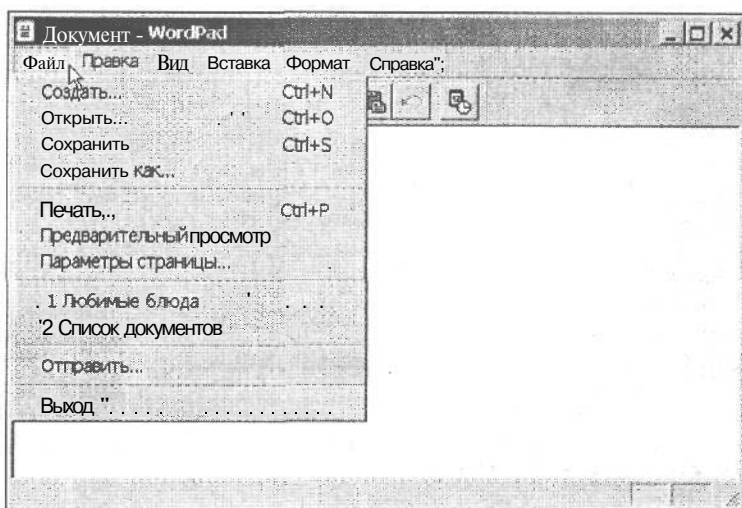 Документ - WordPad
Файл Правка Вид Вставка Формат Справка";
Создать... Ctrl+N
Открыть... Ctrl+O
Сохранить Ctrl+S
Сохранить как...
Печать,., Ctrl+P
Предварительный просмотр
Параметры страницы...
. 1 Любимые блюда ' . . .
'2 Список документов
Отправить...
Выход ". . . . . . . . . . . . . . . . .